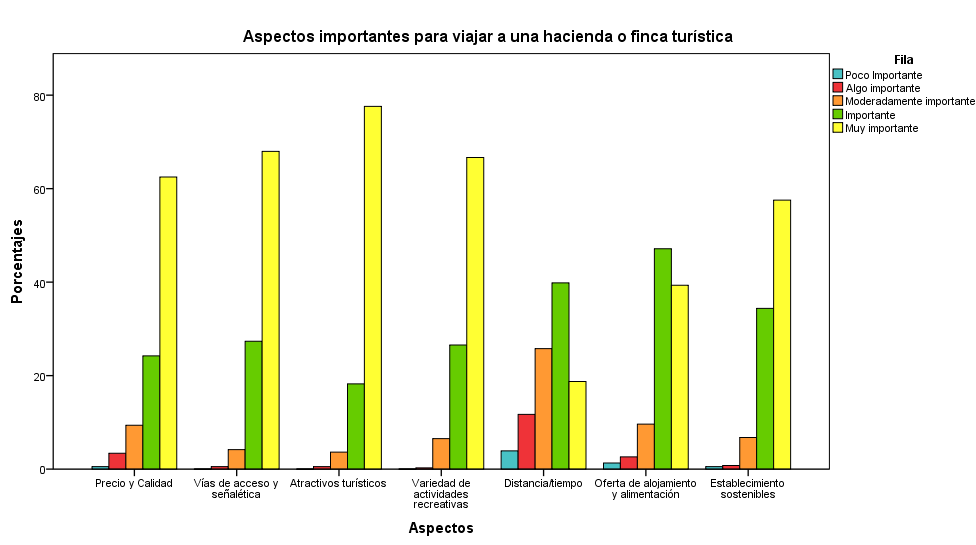 Aspectos importantes para viajar a una hacienda o finca turística
Fila
Poco Importante
Algo importante
Moderadamente importante
Importante
Muy importante
Porcentajes
80
60
40
20
0
Precio y Calidad
Vías de acceso y
señalética
Atractivos turísticos
Variedad de
actividades
recreativas
Distancia/tiempo
Oferta de alojamiento
y alimentación
Establecimiento
sostenibles
Aspectos